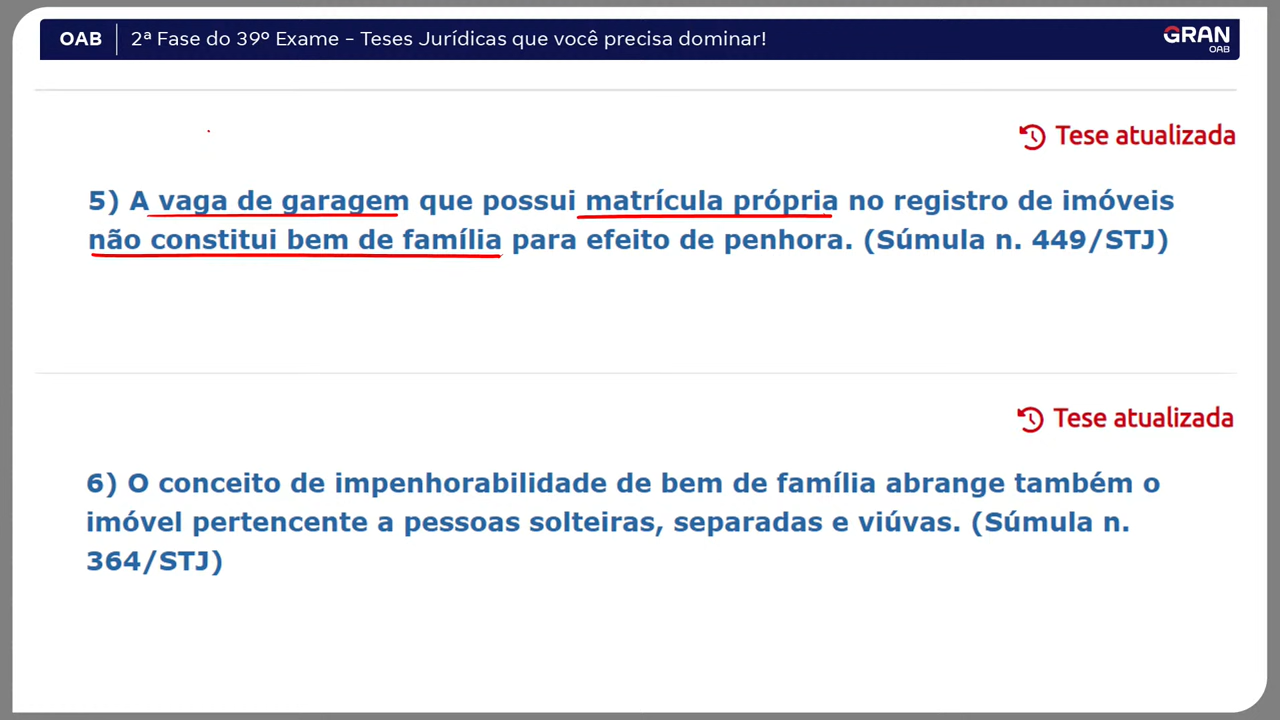 OAB 2ª Fase do 39º Exame – Teses Jurídicas que você precisa dominar!
GRAN
OAB
Tese atualizada
5) A vaga de garagem que possui matrícula própria no registro de imóveis
não constitui bem de família para efeito de penhora. (Súmula n. 449/STJ)
Tese atualizada
6) O conceito de impenhorabilidade de bem de família abrange também o
imóvel pertencente a pessoas solteiras, separadas e viúvas. (Súmula n.
364/STJ)